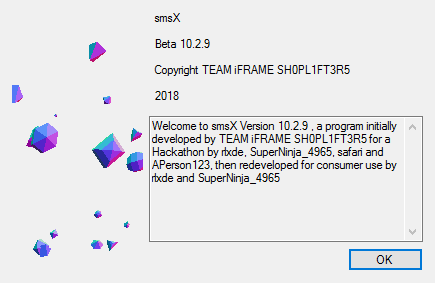 smsX
Beta 10.2.9
Copyright TEAM iFRAME SH0PL1FT3R5
2018
Welcome to smsX Version 10.2.9 , a program initially
developed by TEAM iFRAME SH0PL1FT3R5 for a
Hackathon by rlxde, SuperNinja_4965, safari and
APerson123, then redeveloped for consumer use by
rlxde and SuperNinja_4965
OK